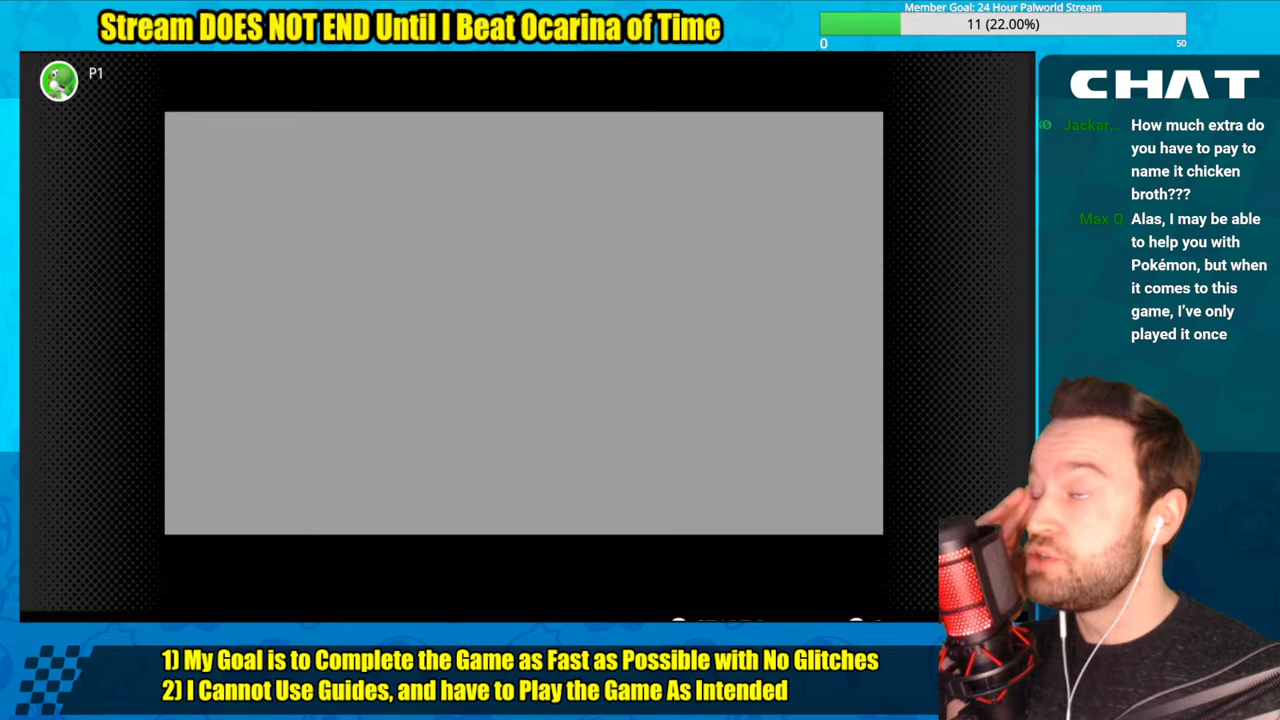 Stream DOES NOT END Until I Beat Ocarina of Time
Member Goal: 24 Hour Palworld Stream
11 (22.00%)
0
50
P1
CHAT
Jackar... How much extra do
you have to pay to
name it chicken
broth???
Max Q Alas, I may be able
to help you with
Pokémon, but when
it comes to this
game, I've only
played it once
1) My Goal is to Complete the Game as Fast as Possible with No Glitches
2) I Cannot Use Guides, and have to Play the Game As Intended